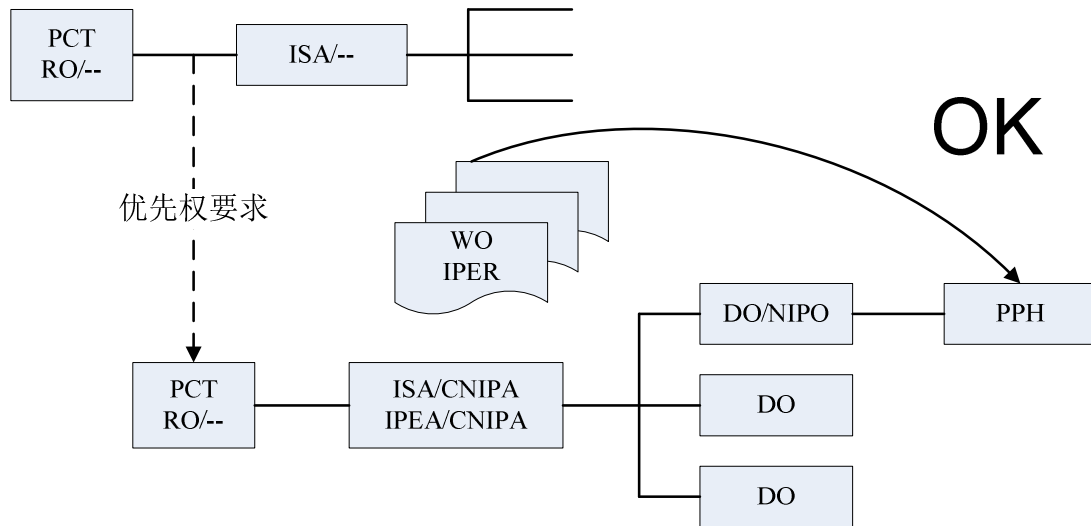 PCT
RO/--
ISA/--
OK
优先权要求
WO
IPER
DO/NIPO
PPH
PCT
RO/--
ISA/CNIPA
IPEA/CNIPA
DO
DO